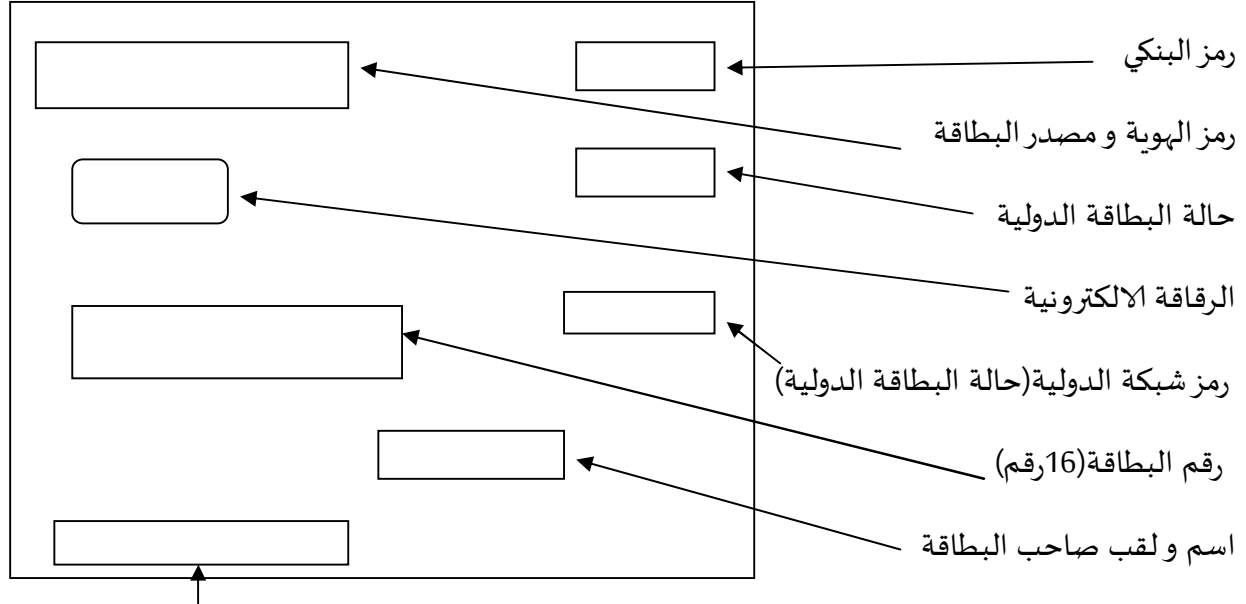 رمز البنكي
رمز الهوية و مصدر البطاقة
حالة البطاقة الدولية
الرقاقة الالكترونية
رمز شبكة الدولية(حالة البطاقة الدولية)
رقم البطاقة(16رقم)
اسم و لقب صاحب البطاقة